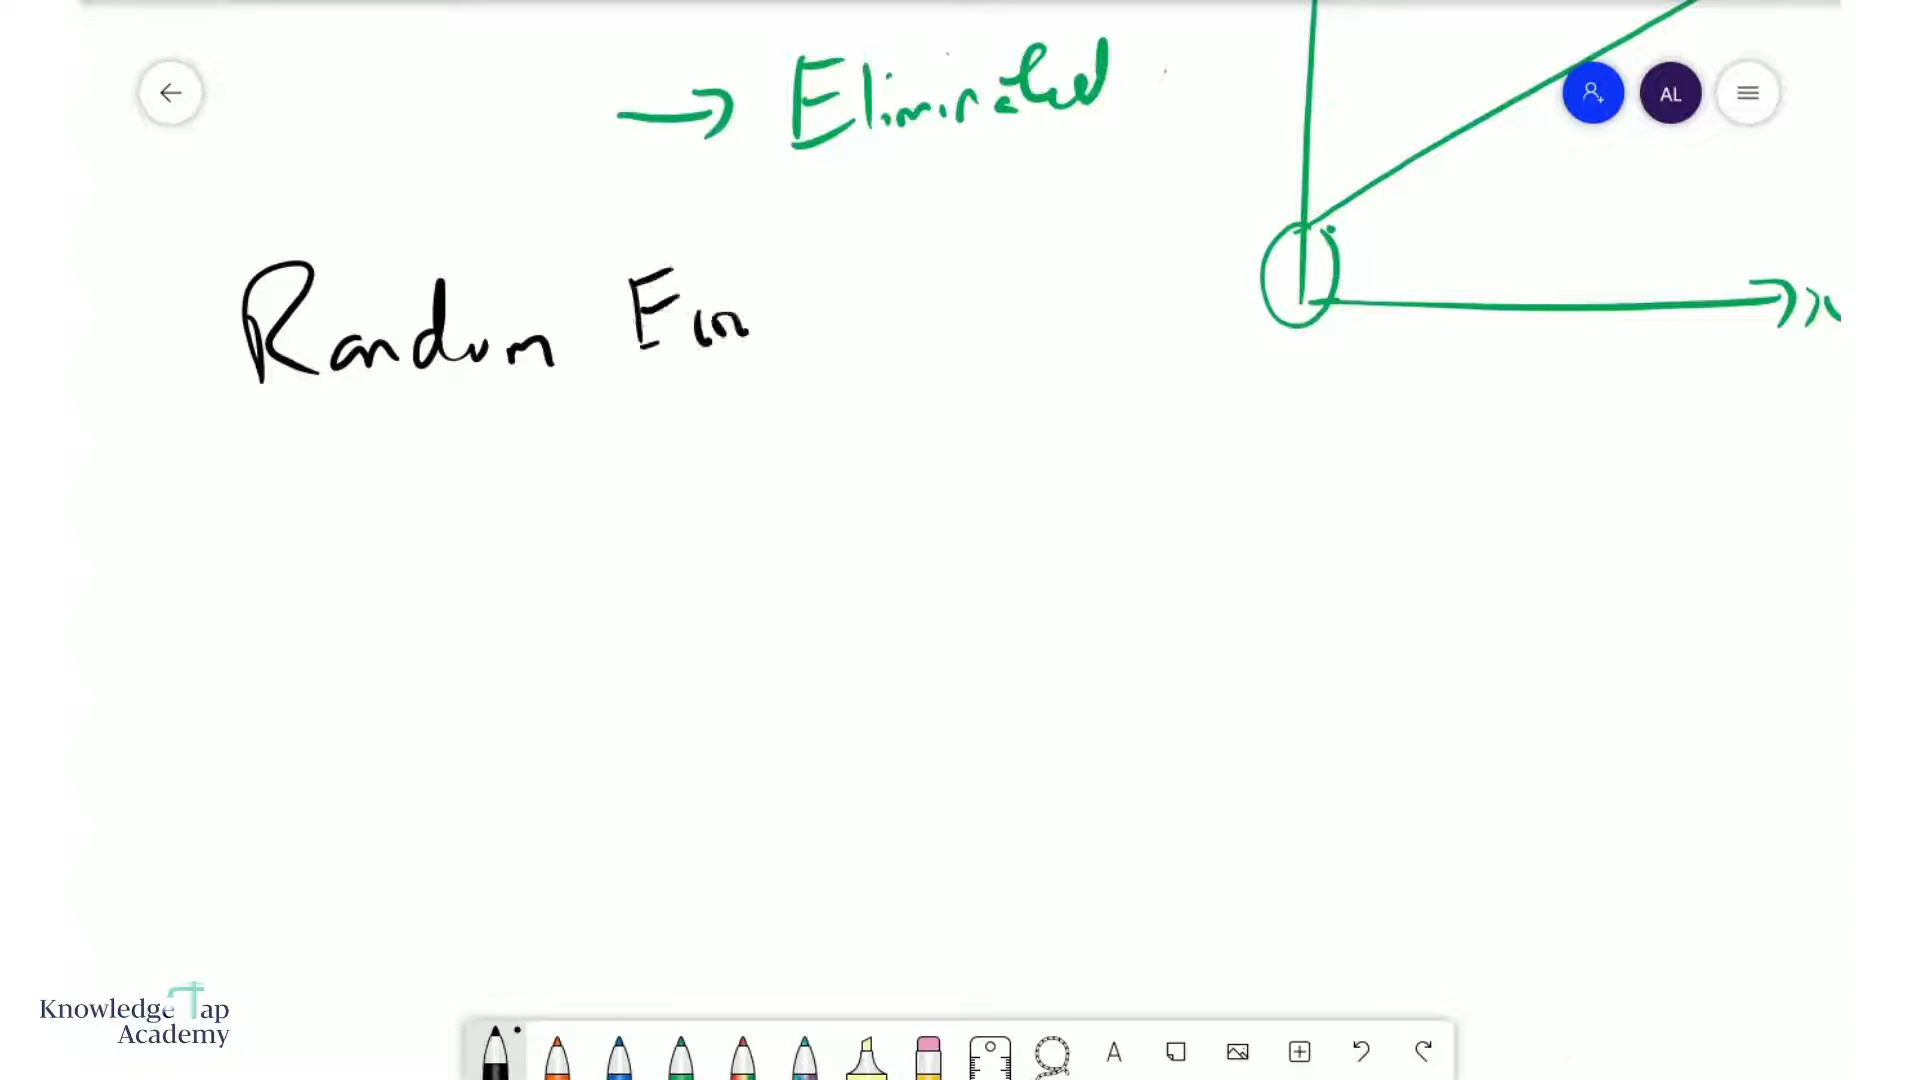 → Eliminated
AL
Random Err
x
Knowledge Tap
Academy
A